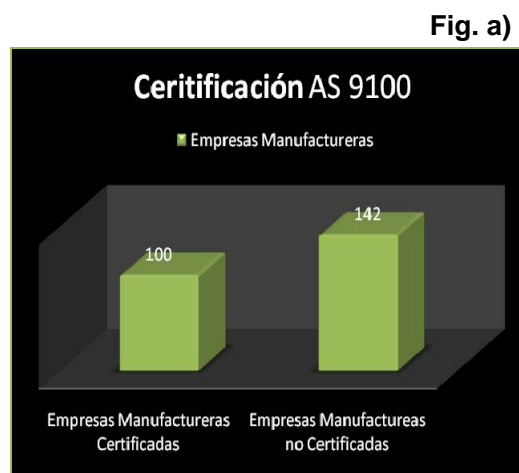 Fig. a)
Ceritificación AS 9100
Empresas Manufactureras
100
142
Empresas Manufactureras
Certificadas
Empresas Manufactureas
no Certificadas